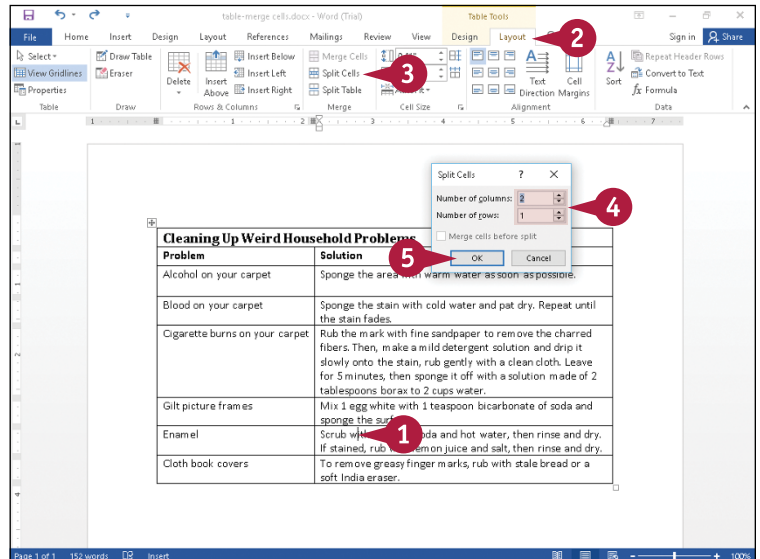 table-merge cells.docx - Word (Trial)
Table Tools
File Home Insert Design Layout References Mailings Review View Design Layout 2 Sign in Share
Select Draw Table Insert Below Merge Cells Repeat Header Rows
View Gridlines Eraser Delete Insert Above Insert Left Split Cells 3 Text Direction Cell Margins Sort Convert to Text
Properties Insert Right Split Table Formula
Table Draw Rows & Columns Merge Cell Size Alignment Data
1 1 2 3 4 5 6 7
Split Cells ? X
Number of columns: 2
4
Number of rows: 1
Merge cells before split
5
OK Cancel
Cleaning Up Weird Household Problems
Problem Solution
Alcohol on your carpet Sponge the area with warm water as soon as possible.
Blood on your carpet Sponge the stain with cold water and pat dry. Repeat until
the stain fades.
Cigarette burns on your carpet Rub the mark with fine sandpaper to remove the charred
fibers. Then, make a mild detergent solution and drip it
slowly onto the stain, rub gently with a clean cloth. Leave
for 5 minutes, then sponge it off with a solution made of 2
tablespoons borax to 2 cups water.
Gilt picture frames Mix 1 egg white with 1 teaspoon bicarbonate of soda and
sponge the
Enamel Scrub 1 and hot water, then rinse and dry.
If stained, rub lemon juice and salt, then rinse and dry.
Cloth book covers To remove greasy finger marks, rub with stale bread or a
soft India eraser.
Page 1 of 1 152 words Insert 100%